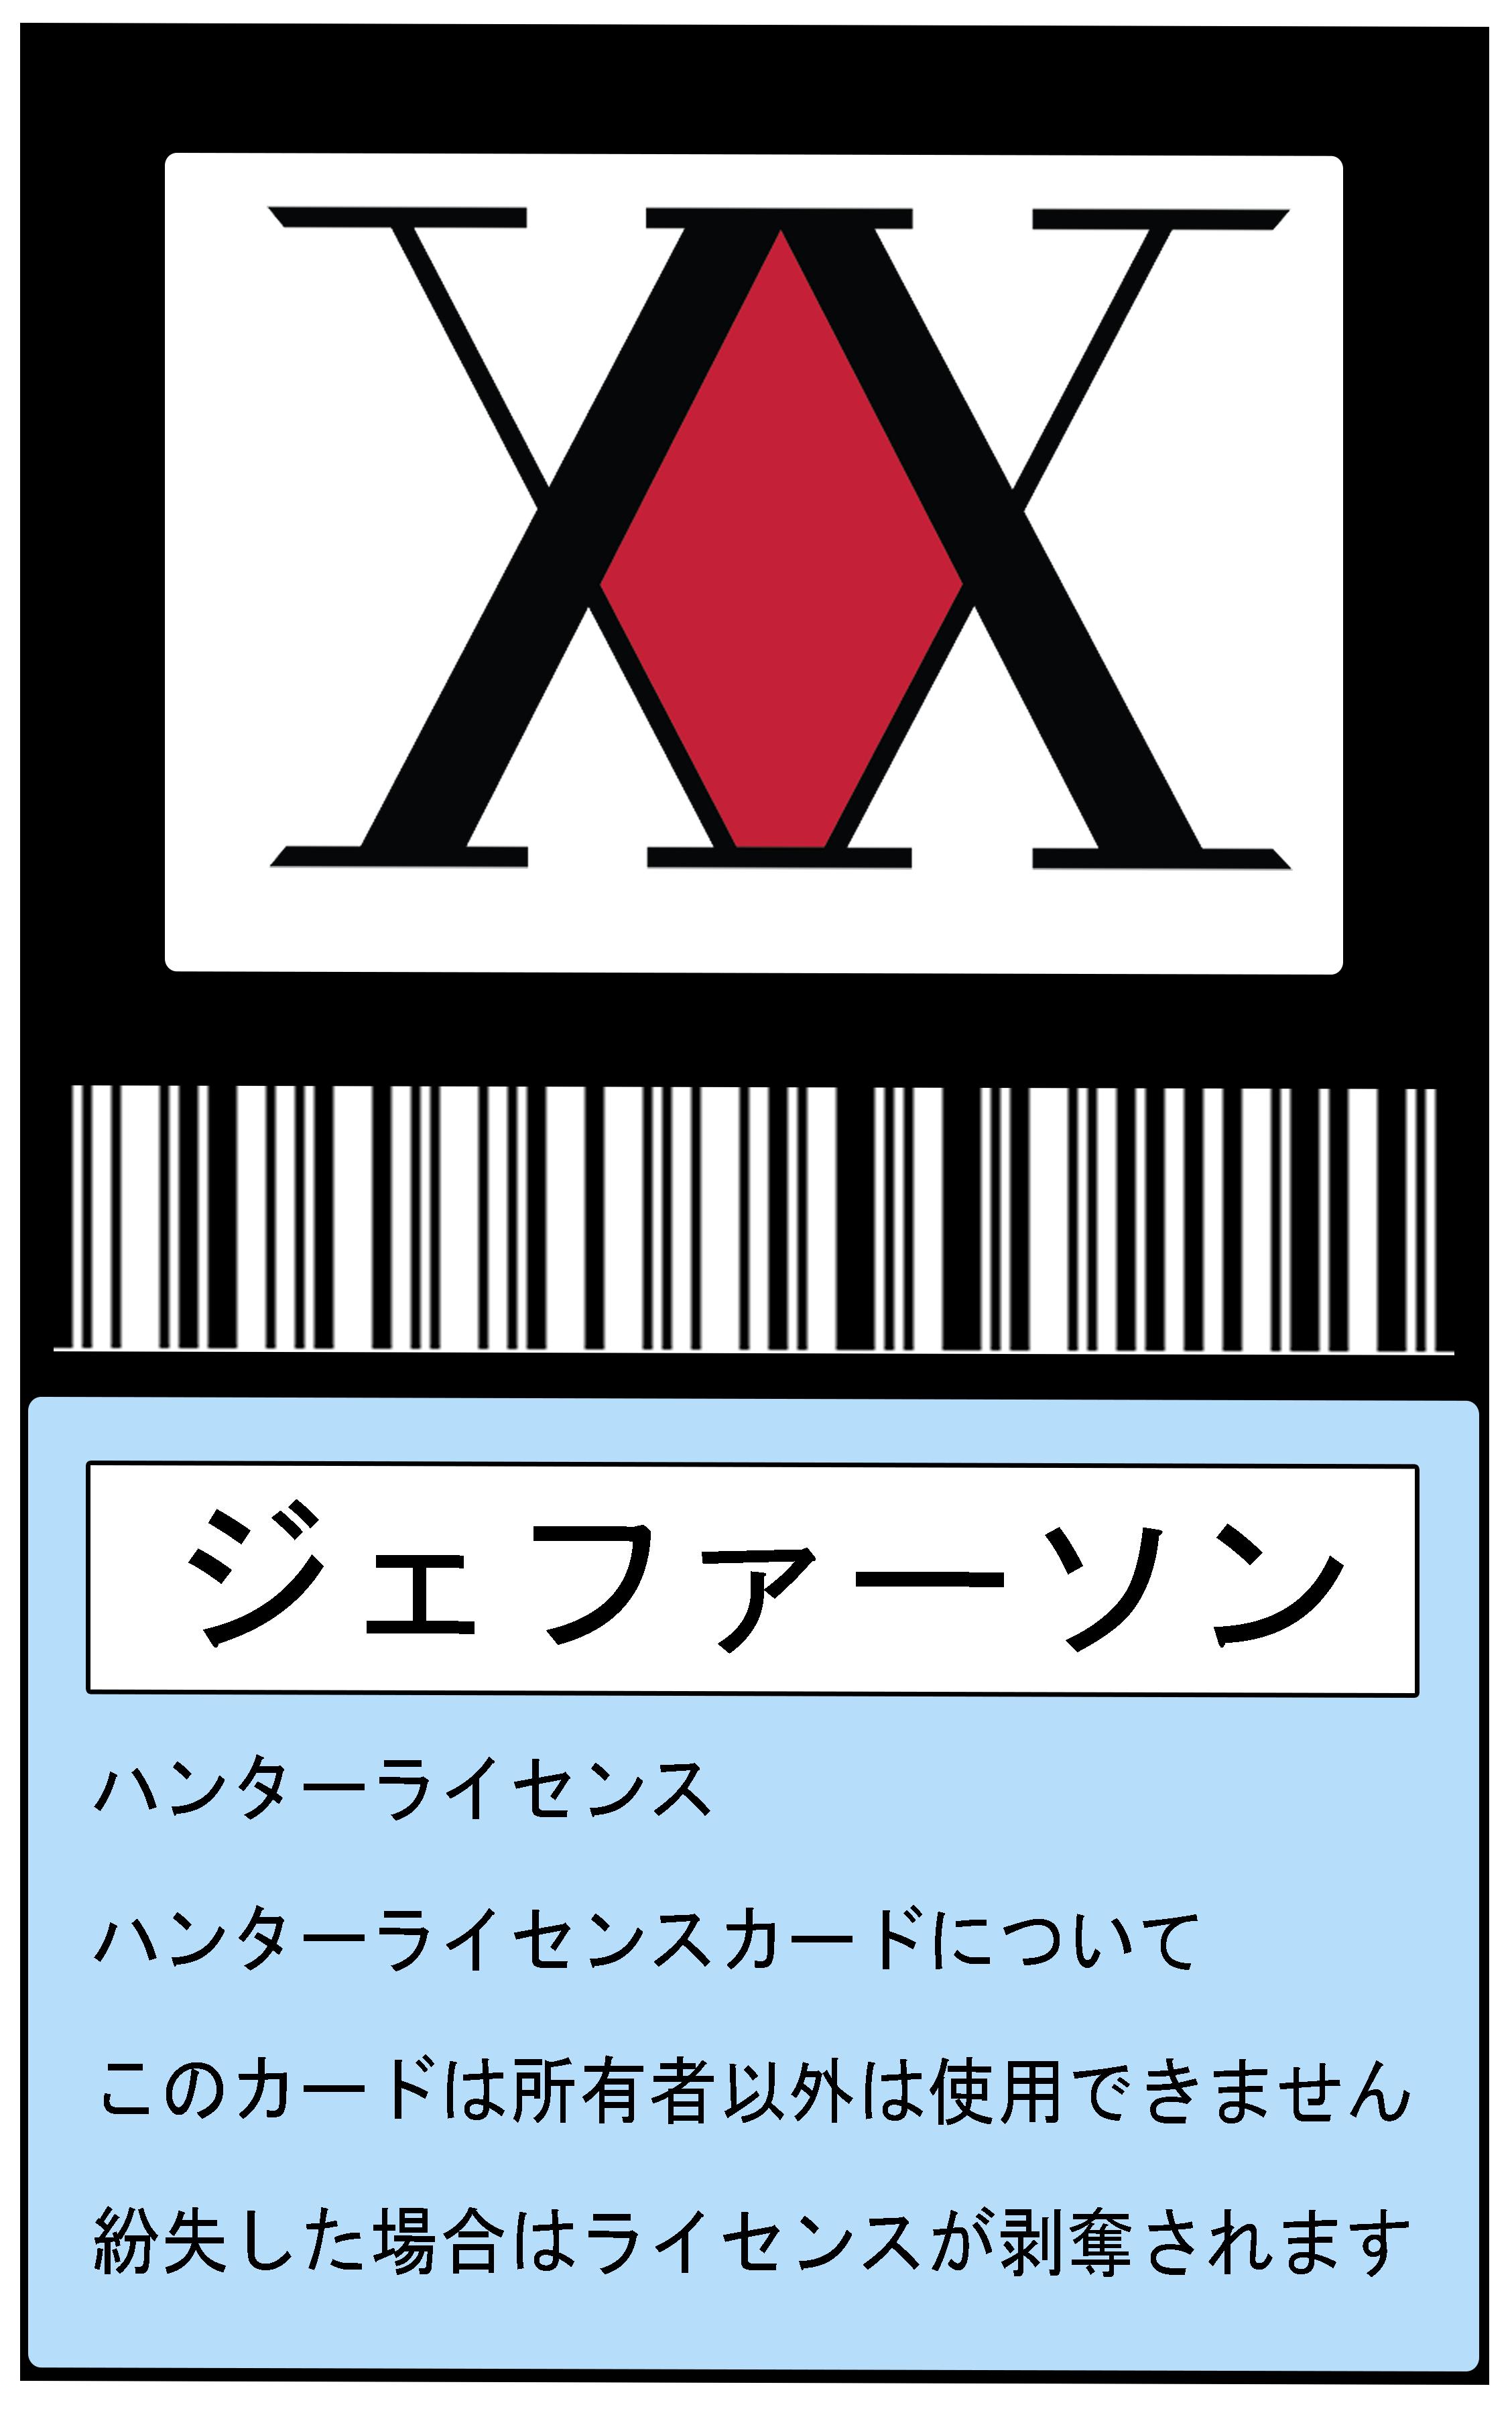 ジェファーソン
ハンターライセンス
ハンターライセンスカードについて
このカードは所有者以外は使用できません
紛失した場合はライセンスが剥奪されます